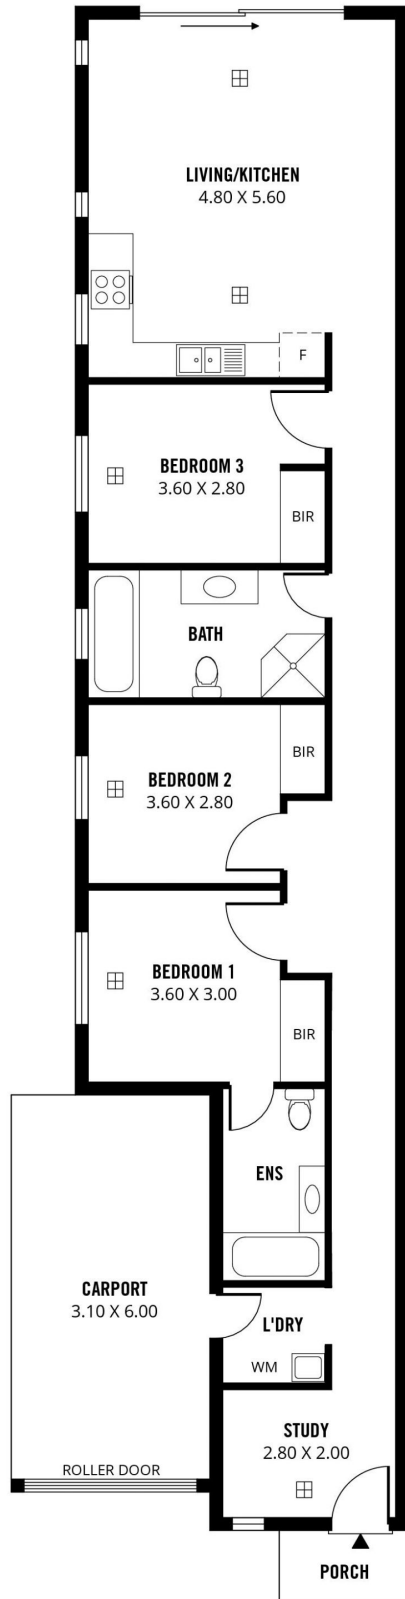 LIVING/KITCHEN
4.80 X 5.60
F
BEDROOM 3
3.60 X 2.80
BIR
BATH
BIR
BEDROOM 2
3.60 X 2.80
BEDROOM 1
3.60 X 3.00
BIR
ENS
CARPORT
3.10 X 6.00
L'DRY
WM
STUDY
2.80 X 2.00
ROLLER DOOR
PORCH